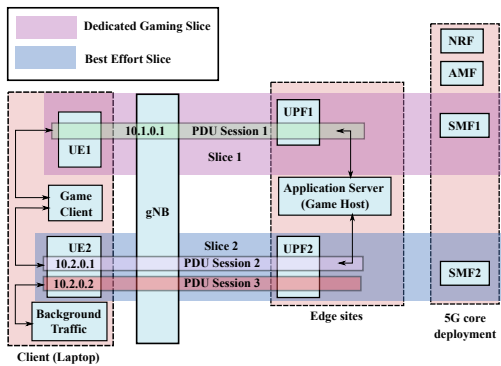 Dedicated Gaming Slice
Best Effort Slice
NRF
AMF
UPF1
SMF1
10.1.0.1
PDU Session 1
UE1
Slice 1
Game
Client
gNB
Application Server
(Game Host)
UE2
Slice 2
UPF2
10.2.0.1
PDU Session 2
SMF2
10.2.0.2
PDU Session 3
Background
Traffic
Edge sites
5G core
deployment
Client (Laptop)